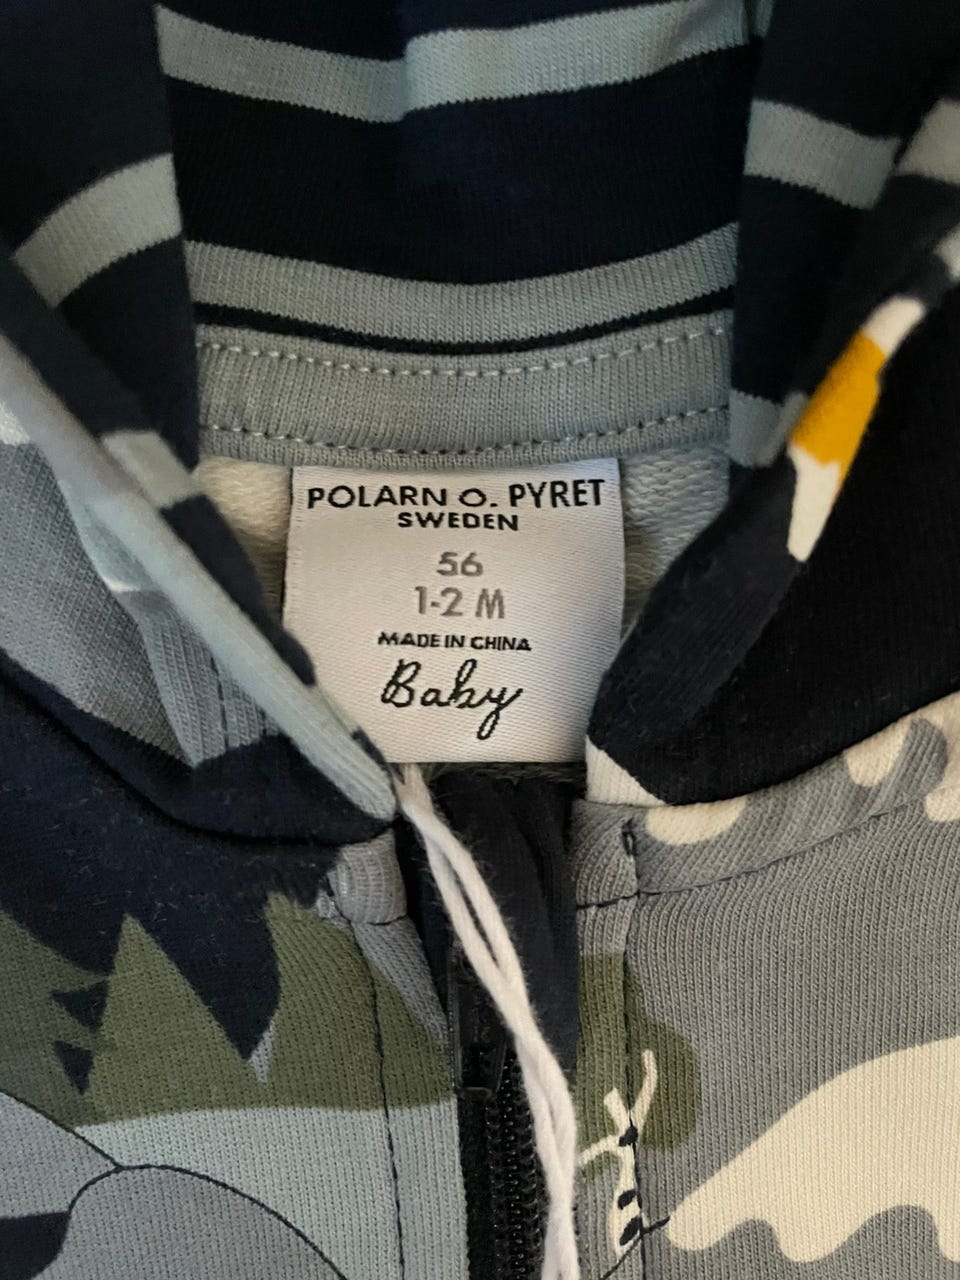 POLARN O. PYRET
SWEDEN
56
1-2 M
MADE IN CHINA
Baby